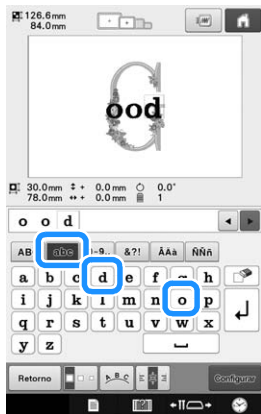 126.6mm
84.0mm
ood
30.0mm 0.0mm 0.0°
78.0mm 0.0mm 1
o o d
AB abc &?! ÄÀà ÑÑñ
a b c d e f g h
i j k l m n o p
q r s t u v w x
y z
Retorno A B C Configurar